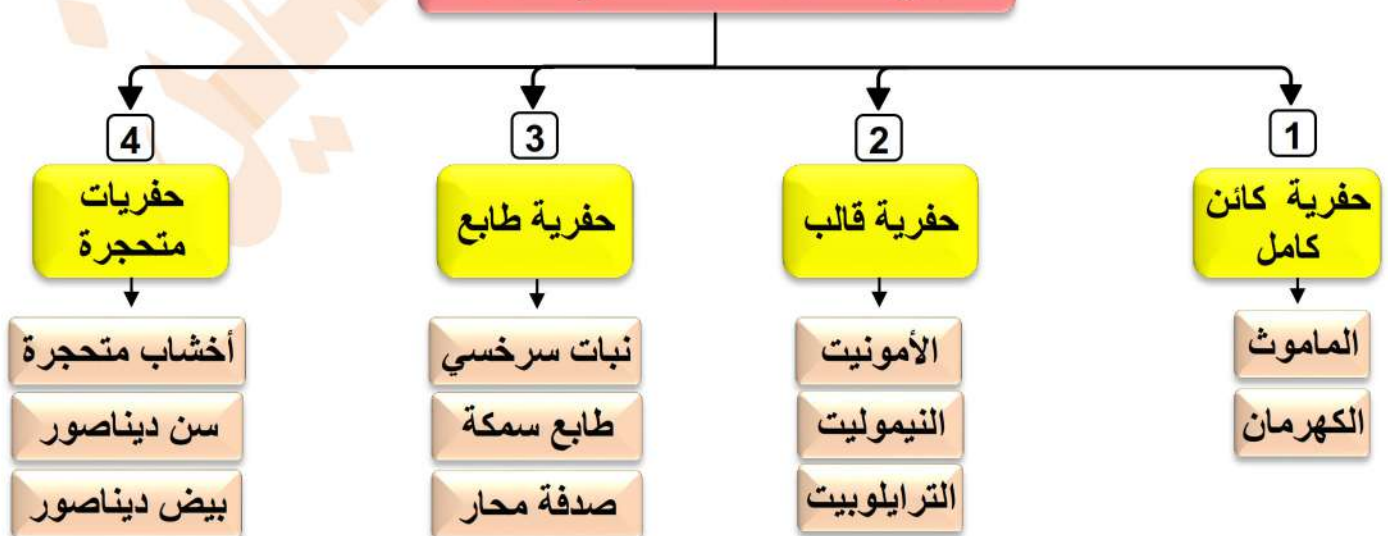 1
حفرية كائن
كامل
الماموث
الكهرمان
2
حفرية قالب
الأمونيت
النيموليت
الترايلوبيت
3
حفرية طابع
نبات سرخسي
طابع سمكة
صدفة محار
4
حفريات
متحجرة
أخشاب متحجرة
سن ديناصور
بيض ديناصور